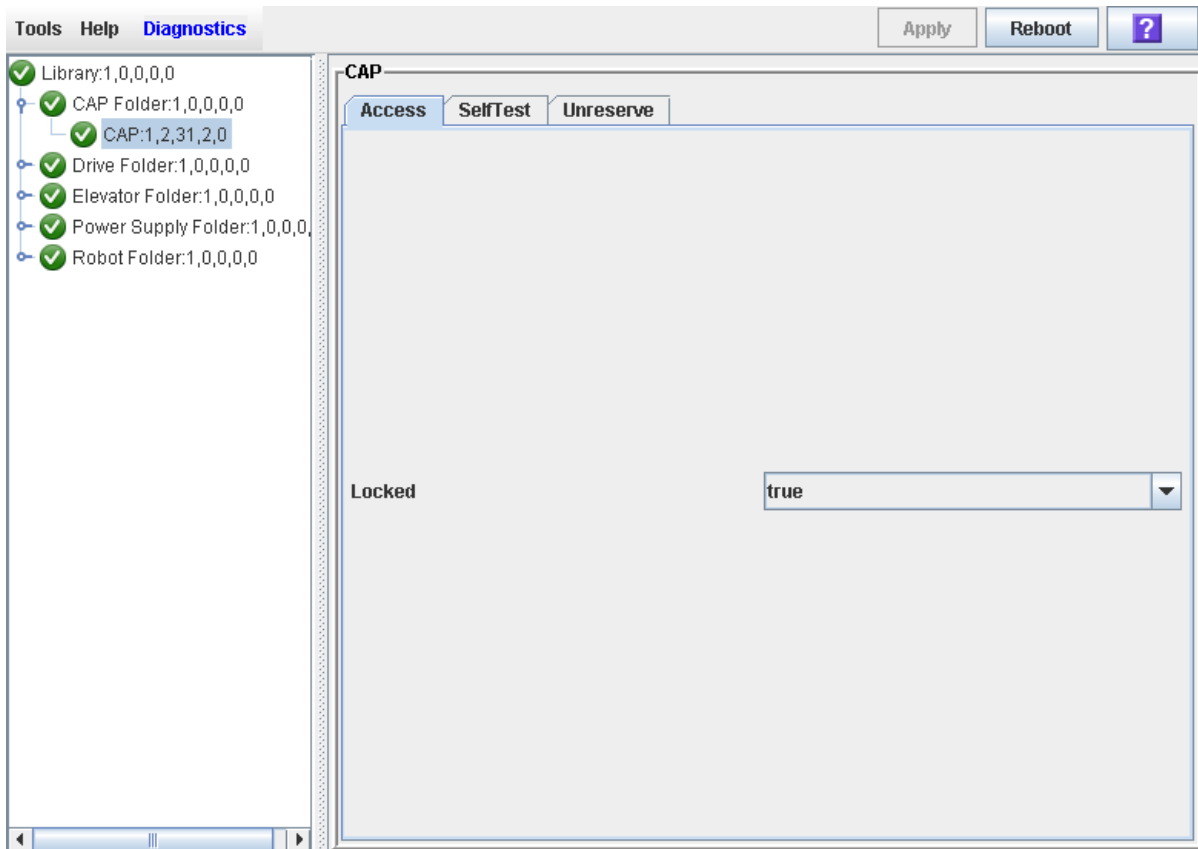 Tools Help Diagnostics Apply Reboot ?
Library:1,0,0,0,0
CAP Folder:1,0,0,0,0
CAP:1,2,31,2,0
Drive Folder:1,0,0,0,0
Elevator Folder:1,0,0,0,0
Power Supply Folder:1,0,0,0,
Robot Folder:1,0,0,0,0
CAP
Access SelfTest Unreserve
Locked true